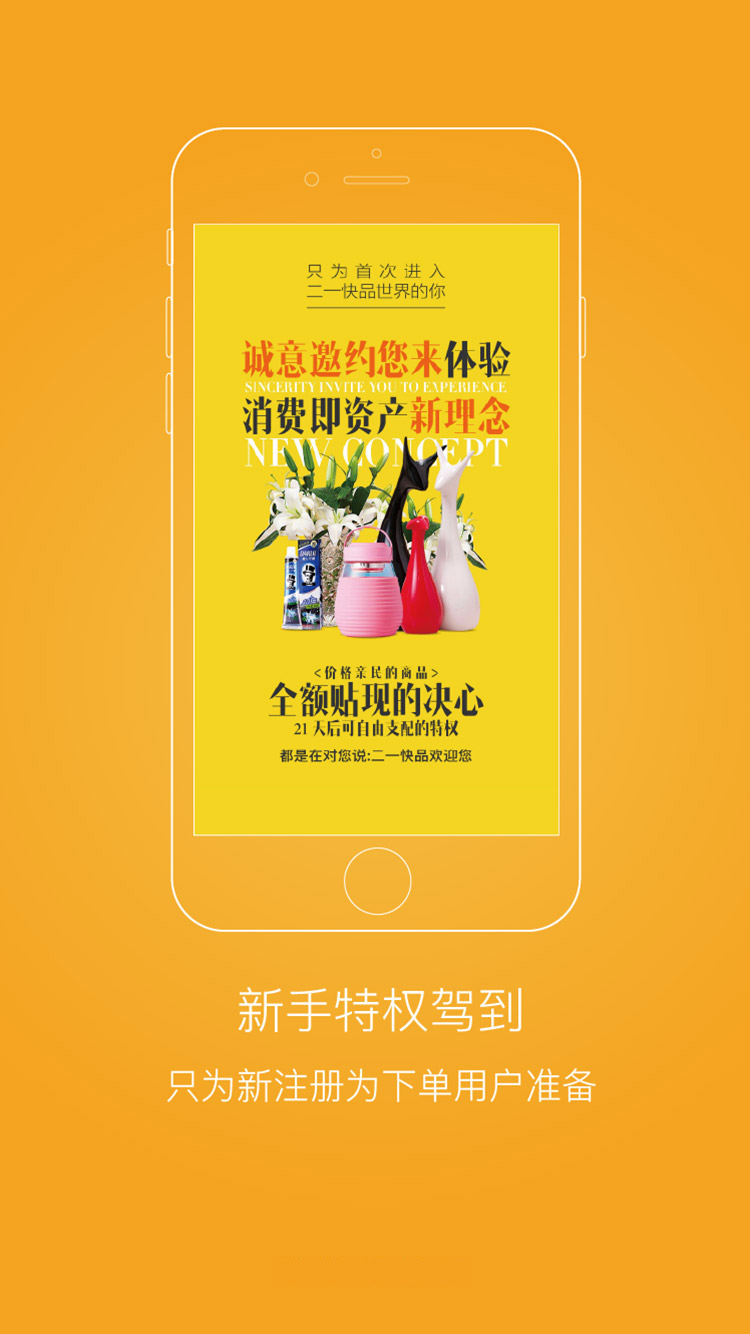 只为首次进入
二一快品世界的你
诚意邀约您来体验
SINCERITY INVITE YOU TO EXPERIENCE
消费即资产新理念
NEW CONCEPT
<价格亲民的商品>
全额贴现的决心
21天后可自由支配的特权
都是在对您说:二一快品欢迎您
新手特权驾到
只为新注册为下单用户准备